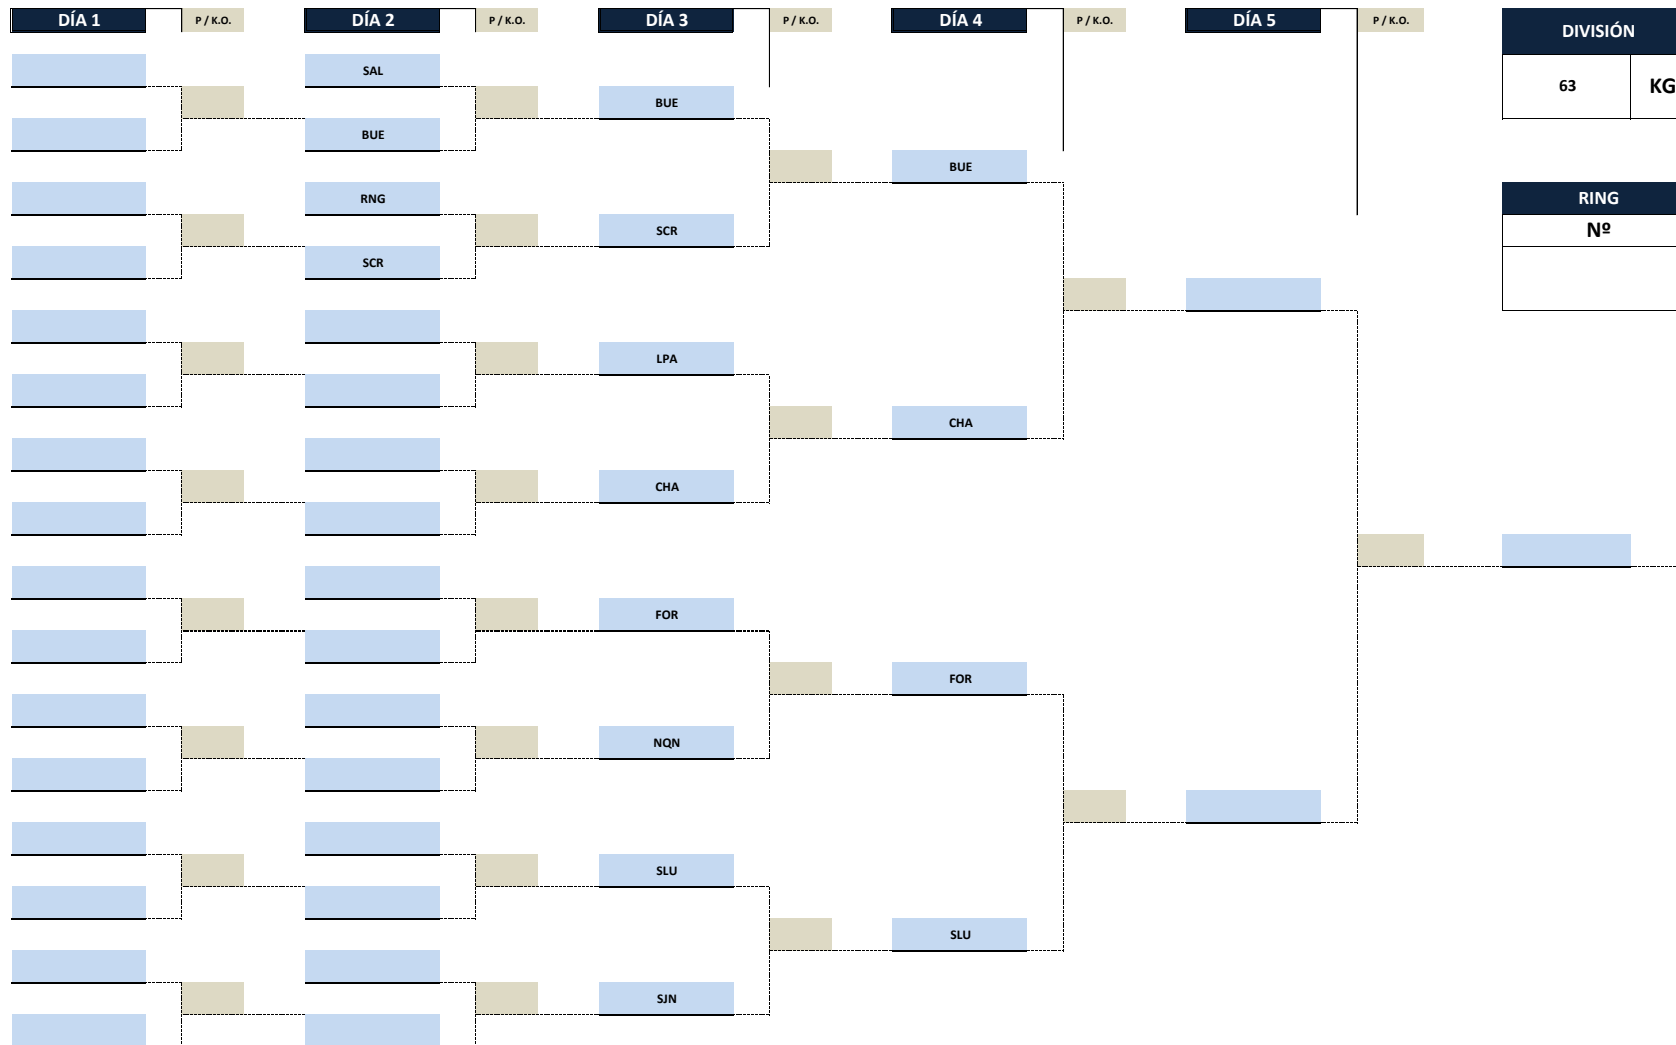 DÍA 1 P / K.O. DÍA 2 P / K.O. DÍA 3 P / K.O. DÍA 4 P / K.O. DÍA 5 P / K.O.
DIVISIÓN
63 KG
SAL
BUE
BUE
BUE
RNG
RING
SCR
Nº
SCR
LPA
CHA
CHA
FOR
FOR
NQN
SLU
SLU
SJN